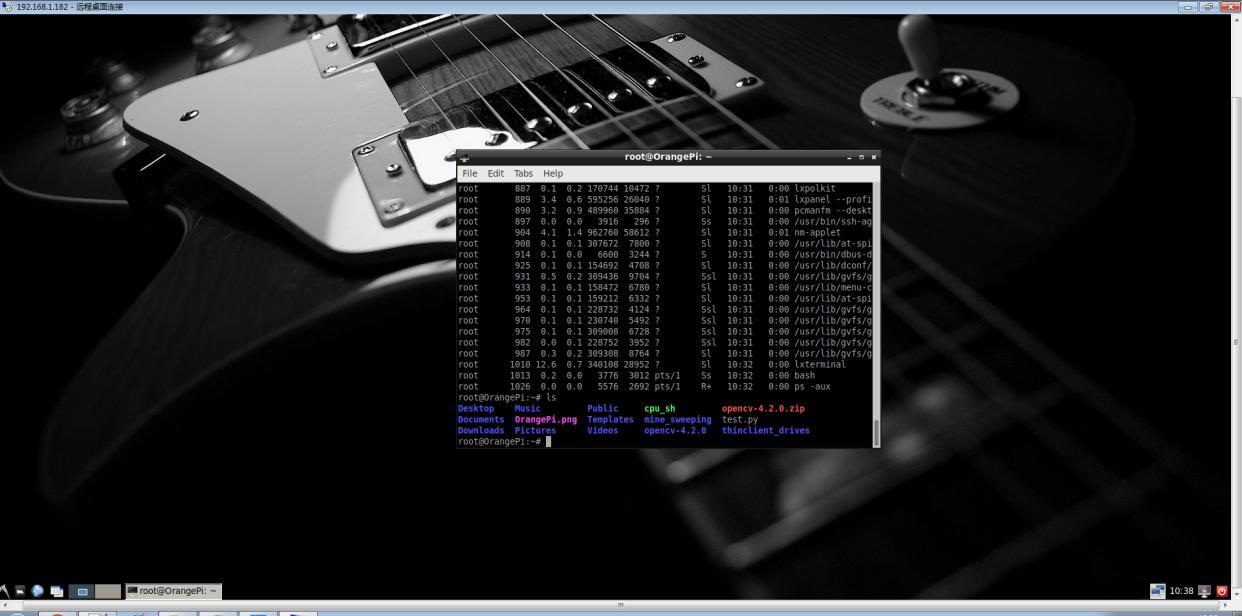 192.168.1.182 - 远程桌面连接
TREBLE
root@OrangePi: ~
File Edit Tabs Help
root 887 0.1 0.2 170744 10472 ? Sl 10:31 0:00 lxpolkit
root 889 3.4 0.6 595256 26040 ? Sl 10:31 0:01 lxpanel --profi
root 890 3.2 0.9 489960 35884 ? Sl 10:31 0:00 pcmanfm --deskt
root 897 0.0 0.0 3916 296 ? Ss 10:31 0:00 /usr/bin/ssh-ag
root 904 4.1 1.4 962760 58612 ? Sl 10:31 0:01 nm-applet
root 908 0.1 0.1 307672 7800 ? Sl 10:31 0:00 /usr/lib/at-spi
root 914 0.1 0.0 6600 3244 ? S 10:31 0:00 /usr/bin/dbus-d
root 925 0.1 0.1 154692 4708 ? Sl 10:31 0:00 /usr/lib/dconf/
root 931 0.5 0.2 309436 9704 ? Ssl 10:31 0:00 /usr/lib/gvfs/g
root 933 0.1 0.1 158472 6780 ? Sl 10:31 0:00 /usr/lib/menu-c
root 953 0.1 0.1 159212 6332 ? Sl 10:31 0:00 /usr/lib/at-spi
root 964 0.1 0.1 228732 4124 ? Ssl 10:31 0:00 /usr/lib/gvfs/g
root 970 0.1 0.1 230740 5492 ? Ssl 10:31 0:00 /usr/lib/gvfs/g
root 975 0.1 0.1 309008 6728 ? Ssl 10:31 0:00 /usr/lib/gvfs/g
root 982 0.0 0.1 228752 3952 ? Ssl 10:31 0:00 /usr/lib/gvfs/g
root 987 0.3 0.2 309308 8764 ? Sl 10:31 0:00 /usr/lib/gvfs/g
root 1010 12.6 0.7 340108 28952 ? Sl 10:32 0:00 lxterminal
root 1013 0.2 0.0 3776 3012 pts/1 Ss 10:32 0:00 bash
root 1026 0.0 0.0 5576 2692 pts/1 R+ 10:32 0:00 ps -aux
root@OrangePi:~# ls
Desktop Music Public cpu_sh opencv-4.2.0.zip
Documents OrangePi.png Templates mine_sweeping test.py
Downloads Pictures Videos opencv-4.2.0 thinclient_drives
root@OrangePi:~#
root@OrangePi: ~
10:38